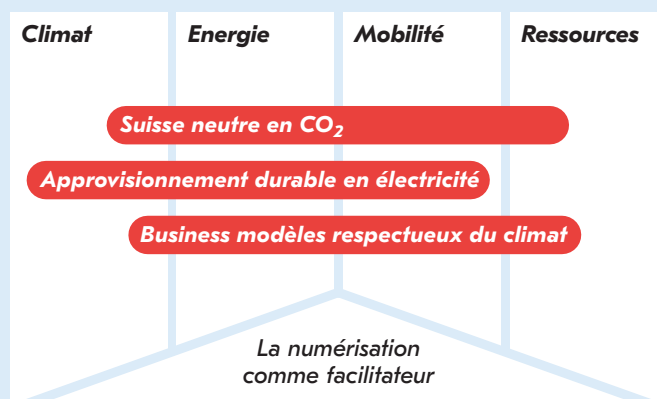 Climat
Energie
Mobilité
Ressources
Suisse neutre en CO₂
Approvisionnement durable en électricité
Business modèles respectueux du climat
La numérisation
comme facilitateur